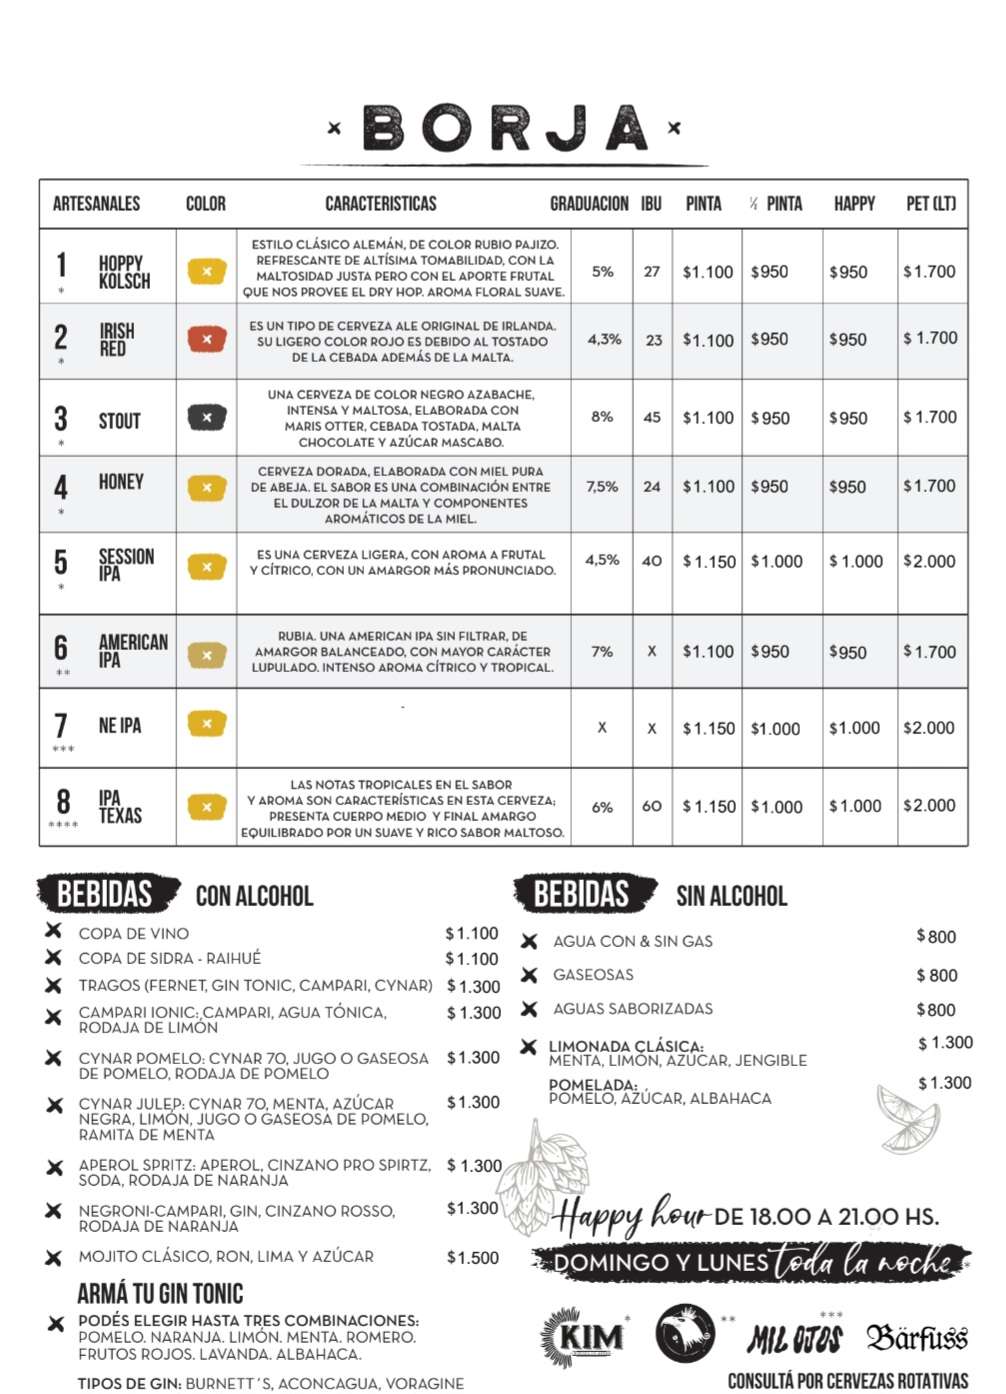 BORJA
ARTESANALES COLOR CARACTERISTICAS GRADUACION IBU PINTA ½ PINTA HAPPY PET (LT)
1 * HOPPY KOLSCH
ESTILO CLÁSICO ALEMÁN, DE COLOR RUBIO PAJIZO.
REFRESCANTE DE ALTÍSIMA TOMABILIDAD, CON LA
MALTOSIDAD JUSTA PERO CON EL APORTE FRUTAL
QUE NOS PROVEE EL DRY HOP. AROMA FLORAL SUAVE.
5% 27 $1.100 $950 $950 $1.700
2 * IRISH RED
ES UN TIPO DE CERVEZA ALE ORIGINAL DE IRLANDA.
SU LIGERO COLOR ROJO ES DEBIDO AL TOSTADO
DE LA CEBADA ADEMÁS DE LA MALTA.
4,3% 23 $1.100 $950 $950 $ 1.700
3 * STOUT
UNA CERVEZA DE COLOR NEGRO AZABACHE,
INTENSA Y MALTOSA, ELABORADA CON
MARIS OTTER, CEBADA TOSTADA, MALTA
CHOCOLATE Y AZÚCAR MASCABO.
8% 45 $1.100 $950 $950 $1.700
4 * HONEY
CERVEZA DORADA, ELABORADA CON MIEL PURA
DE ABEJA. EL SABOR ES UNA COMBINACIÓN ENTRE
EL DULZOR DE LA MALTA Y COMPONENTES
AROMÁTICOS DE LA MIEL.
7,5% 24 $1.100 $950 $950 $1.700
5 * SESSION IPA
ES UNA CERVEZA LIGERA, CON AROMA A FRUTAL
Y CÍTRICO, CON UN AMARGOR MÁS PRONUNCIADO.
4,5% 40 $1.150 $1.000 $1.000 $2.000
6 ** AMERICAN IPA
RUBIA. UNA AMERICAN IPA SIN FILTRAR, DE
AMARGOR BALANCEADO, CON MAYOR CARÁCTER
LUPULADO. INTENSO AROMA CÍTRICO Y TROPICAL.
7% X $1.100 $950 $950 $1.700
7 *** NE IPA
-
X X $1.150 $1.000 $1.000 $2.000
8 **** IPA TEXAS
LAS NOTAS TROPICALES EN EL SABOR
Y AROMA SON CARACTERÍSTICAS EN ESTA CERVEZA;
PRESENTA CUERPO MEDIO Y FINAL AMARGO
EQUILIBRADO POR UN SUAVE Y RICO SABOR MALTOSO.
6% 60 $1.150 $1.000 $1.000 $2.000
BEBIDAS CON ALCOHOL
COPA DE VINO $1.100
COPA DE SIDRA - RAIHUÉ $1.100
TRAGOS (FERNET, GIN TONIC, CAMPARI, CYNAR) $1.300
CAMPARI IONIC: CAMPARI, AGUA TÓNICA, $1.300
RODAJA DE LIMÓN
CYNAR POMELO: CYNAR 70, JUGO O GASEOSA $1.300
DE POMELO, RODAJA DE POMELO
CYNAR JULEP: CYNAR 70, MENTA, AZÚCAR $1.300
NEGRA, LIMÓN, JUGO O GASEOSA DE POMELO,
RAMITA DE MENTA
APEROL SPRITZ: APEROL, CINZANO PRO SPIRTZ, $ 1.300
SODA, RODAJA DE NARANJA
NEGRONI-CAMPARI, GIN, CINZANO ROSSO, $1.300
RODAJA DE NARANJA
MOJITO CLÁSICO, RON, LIMA Y AZÚCAR $1.500
ARMÁ TU GIN TONIC
PODÉS ELEGIR HASTA TRES COMBINACIONES:
POMELO. NARANJA. LIMÓN. MENTA. ROMERO.
FRUTOS ROJOS. LAVANDA. ALBAHACA.
TIPOS DE GIN: BURNETT´S, ACONCAGUA, VORAGINE
BEBIDAS SIN ALCOHOL
AGUA CON & SIN GAS $800
GASEOSAS $ 800
AGUAS SABORIZADAS $800
LIMONADA CLÁSICA: $ 1.300
MENTA, LIMÓN, AZÚCAR, JENGIBLE
POMELADA: $1.300
POMELO, AZÚCAR, ALBAHACA
Happy hour DE 18.00 A 21.00 HS.
DOMINGO Y LUNES toda la noche *
KIM * ** MIL OJOS *** Bärfuss
CONSULTÁ POR CERVEZAS ROTATIVAS